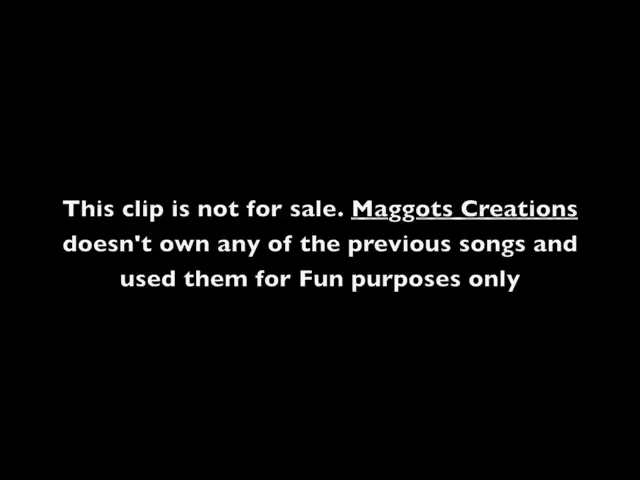 This clip is not for sale. Maggots Creations
doesn't own any of the previous songs and
used them for Fun purposes only